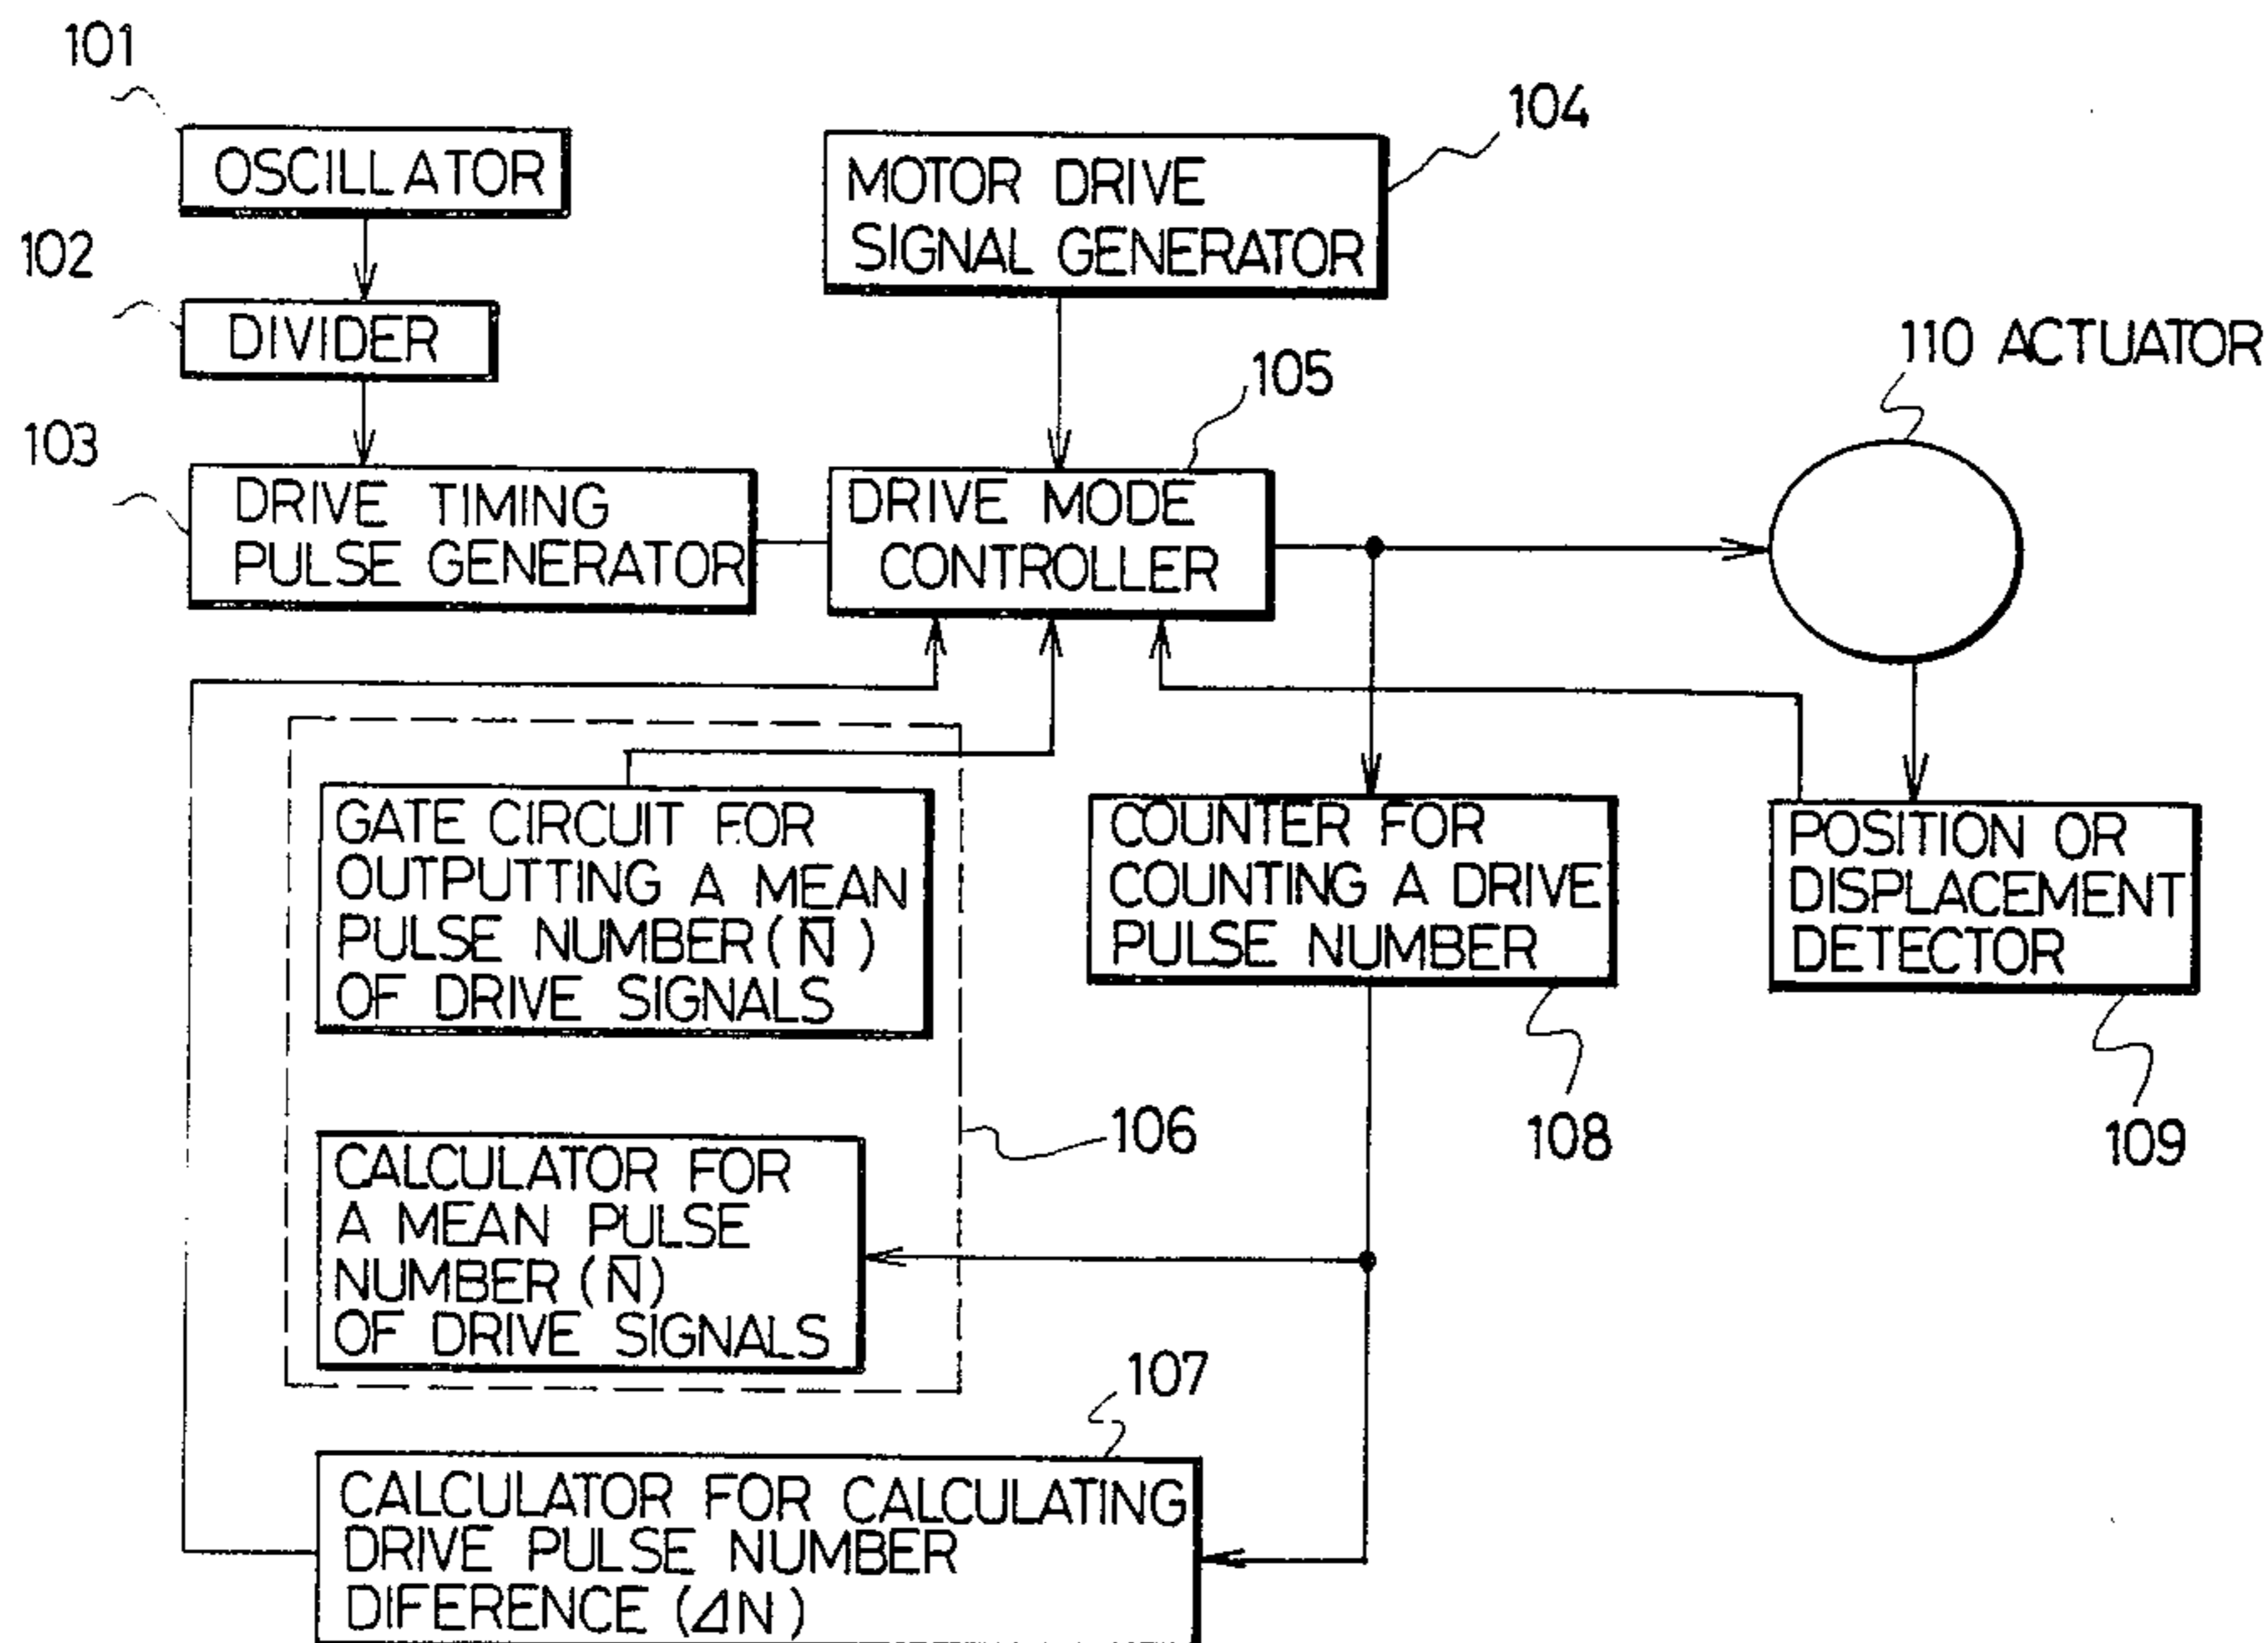 101
OSCILLATOR
102
DIVIDER
103
DRIVE TIMING
PULSE GENERATOR
104
MOTOR DRIVE
SIGNAL GENERATOR
105
DRIVE MODE
CONTROLLER
110 ACTUATOR
GATE CIRCUIT FOR
OUTPUTTING A MEAN
PULSE NUMBER (N̅)
OF DRIVE SIGNALS
COUNTER FOR
COUNTING A DRIVE
PULSE NUMBER
POSITION OR
DISPLACEMENT
DETECTOR
106
108
109
CALCULATOR FOR
A MEAN PULSE
NUMBER (N̅)
OF DRIVE SIGNALS
107
CALCULATOR FOR CALCULATING
DRIVE PULSE NUMBER
DIFERENCE (ΔN)